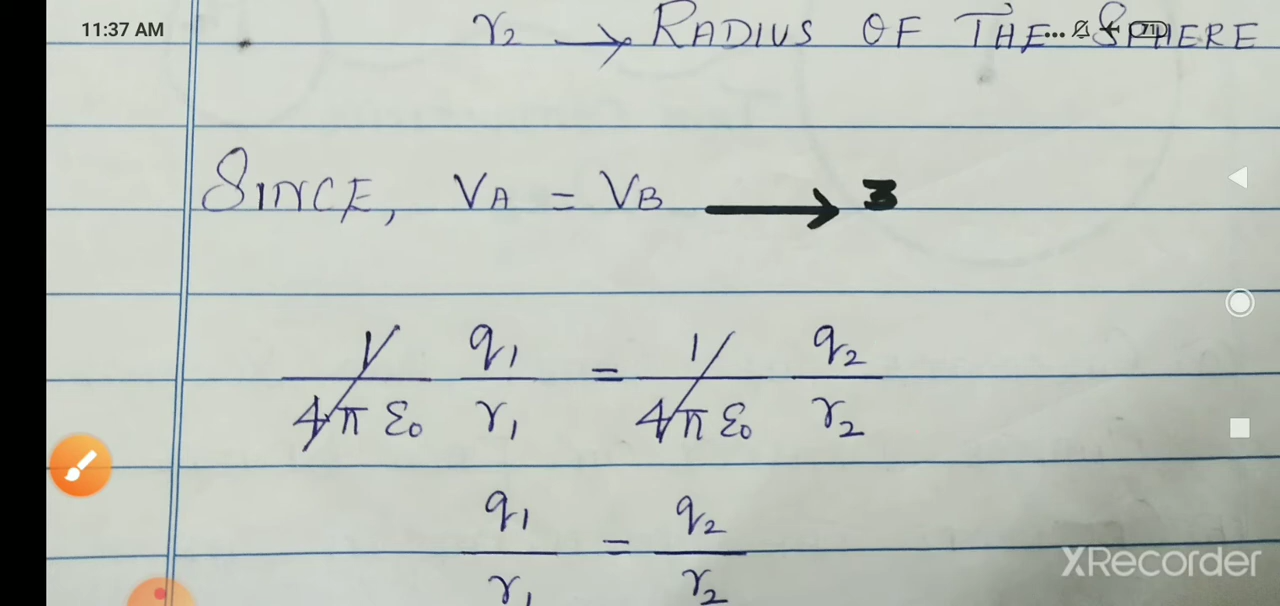 11:37 AM
r₂ → RADIUS OF THE SPHERE
71
SINCE, VA = VB → 3
1/4πε₀ q₁/r₁ = 1/4πε₀ q₂/r₂
q₁/r₁ = q₂/r₂
XRecorder